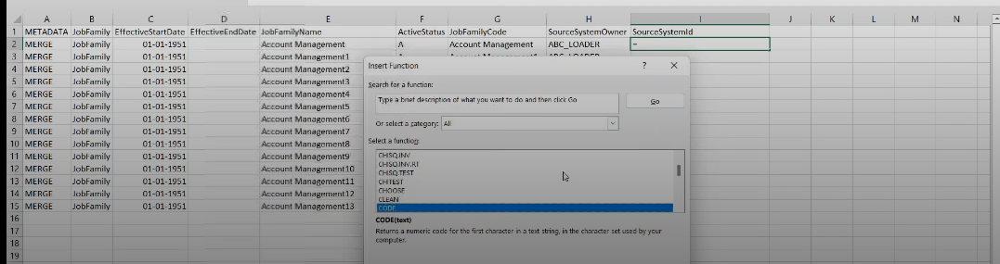 A B C D E F G H I J K L M N
1 METADATA JobFamily EffectiveStartDate EffectiveEndDate JobFamilyName ActiveStatus JobFamilyCode SourceSystemOwner SourceSystemId
2 MERGE JobFamily 01-01-1951 Account Management A Account Management ABC_LOADER =
3 MERGE JobFamily 01-01-1951 Account Management1
4 MERGE JobFamily 01-01-1951 Account Management2
5 MERGE JobFamily 01-01-1951 Account Management3
6 MERGE JobFamily 01-01-1951 Account Management4
7 MERGE JobFamily 01-01-1951 Account Management5
8 MERGE JobFamily 01-01-1951 Account Management6
9 MERGE JobFamily 01-01-1951 Account Management7
10 MERGE JobFamily 01-01-1951 Account Management8
11 MERGE JobFamily 01-01-1951 Account Management9
12 MERGE JobFamily 01-01-1951 Account Management10
13 MERGE JobFamily 01-01-1951 Account Management11
14 MERGE JobFamily 01-01-1951 Account Management12
15 MERGE JobFamily 01-01-1951 Account Management13
16
17
18
19
Insert Function ?
Search for a function:
Type a brief description of what you want to do and then click Go
Go
Or select a category: All
Select a function:
CHISQ.INV
CHISQ.INV.RT
CHISQ.TEST
CHITEST
CHOOSE
CLEAN
CODE
CODE(text)
Returns a numeric code for the first character in a text string, in the character set used by your
computer.